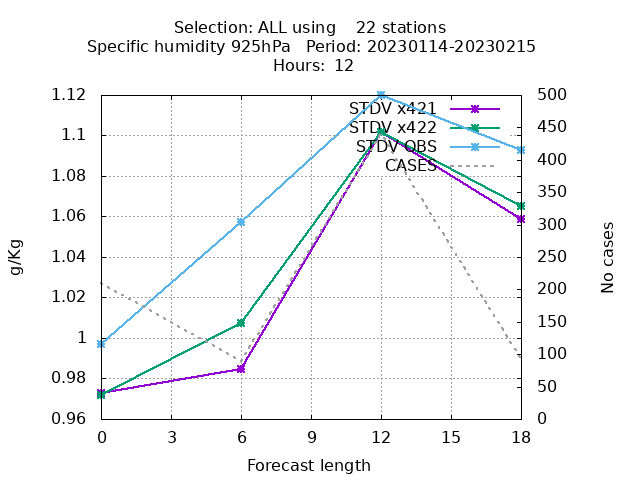 Selection: ALL using    22 stations
Specific humidity 925hPa   Period: 20230114-20230215
Hours: 12
1.12
1.1
1.08
1.06
1.04
1.02
1
0.98
0.96
500
450
400
350
300
250
200
150
100
50
0
STDV x421
STDV x422
STDV OBS
CASES
g/Kg
No cases
0 3 6 9 12 15 18
Forecast length